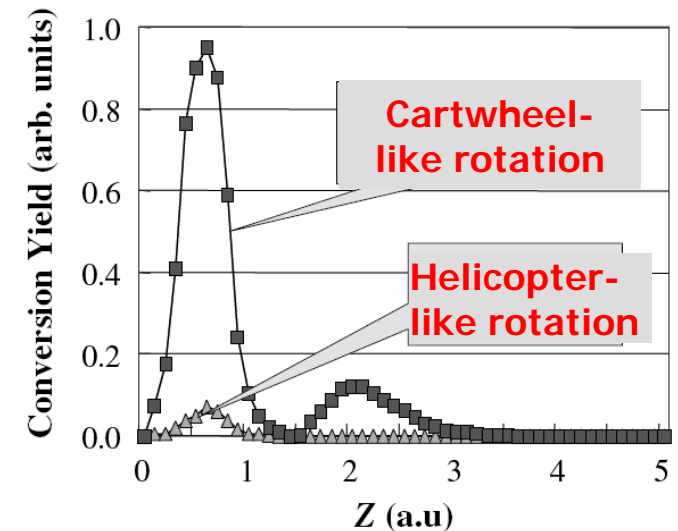 Conversion Yield (arb. units)
1.0
0.8
0.6
0.4
0.2
0.0
Cartwheel-
like rotation
Helicopter-
like rotation
0 1 2 3 4 5
Z (a.u)